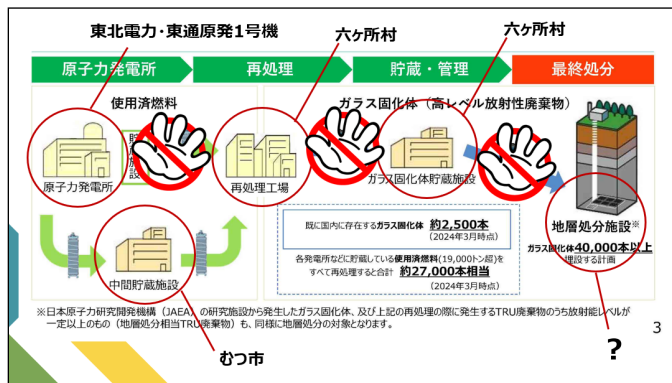 東北電力・東通原発1号機
六ヶ所村
六ヶ所村
原子力発電所
再処理
貯蔵・管理
最終処分
使用済燃料
ガラス固化体（高レベル放射性廃棄物）
貯蔵施設
原子力発電所
再処理工場
ガラス固化体貯蔵施設
地層処分施設※
ガラス固化体40,000本以上
埋設する計画
中間貯蔵施設
既に国内に存在するガラス固化体 約2,500本
（2024年3月時点）
各発電所などに貯蔵している使用済燃料（19,000トン超）を
すべて再処理すると合計 約27,000本相当
（2024年3月時点）
※日本原子力研究開発機構（JAEA）の研究施設から発生したガラス固化体、及び上記の再処理の際に発生するTRU廃棄物のうち放射能レベルが
一定以上のもの（地層処分相当TRU廃棄物）も、同様に地層処分の対象となります。
3
むつ市
?